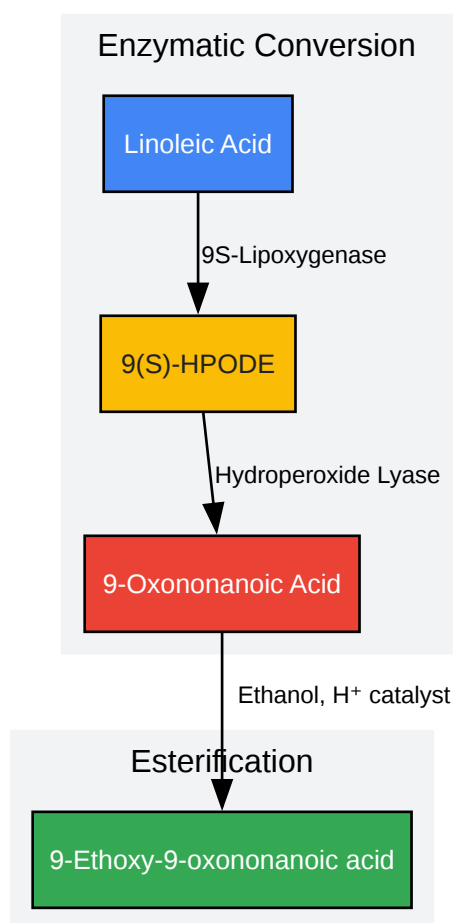 Enzymatic Conversion
Linoleic Acid
9S-Lipoxygenase
9(S)-HPODE
Hydroperoxide Lyase
9-Oxononanoic Acid
Ethanol, H⁺ catalyst
Esterification
9-Ethoxy-9-oxononanoic acid